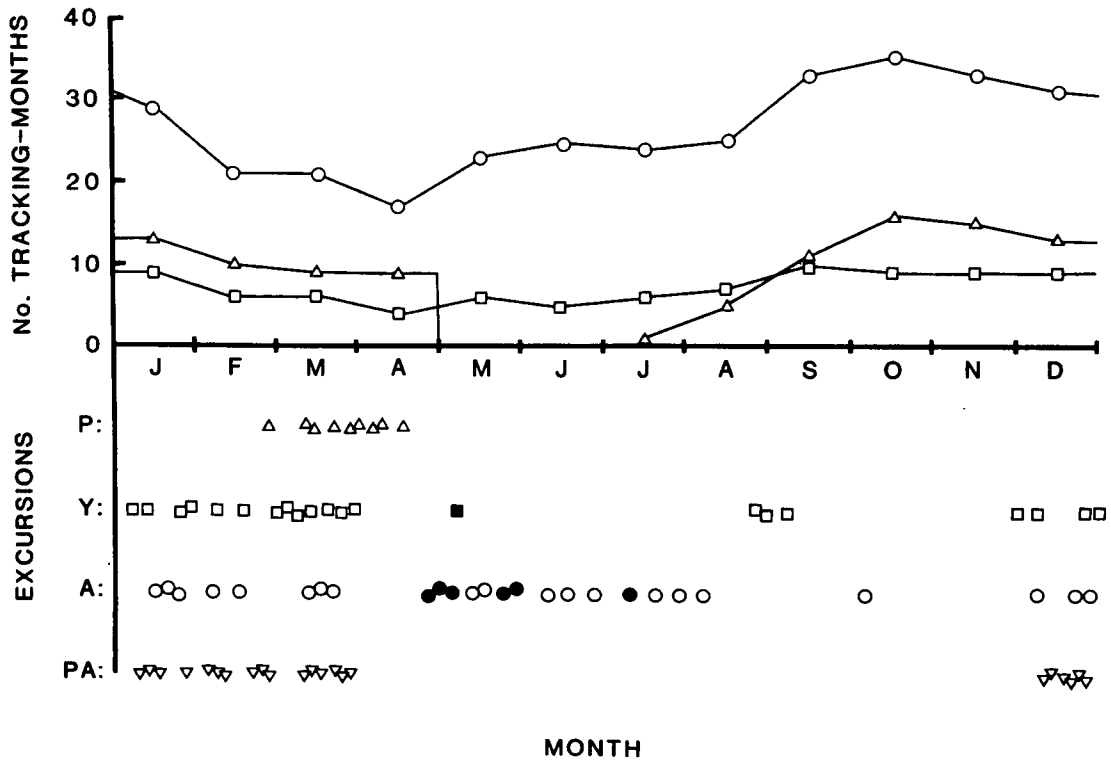 No. TRACKING-MONTHS
40
30
20
10
0
J F M A M J J A S O N D
EXCURSIONS
P:
Y:
A:
PA:
MONTH